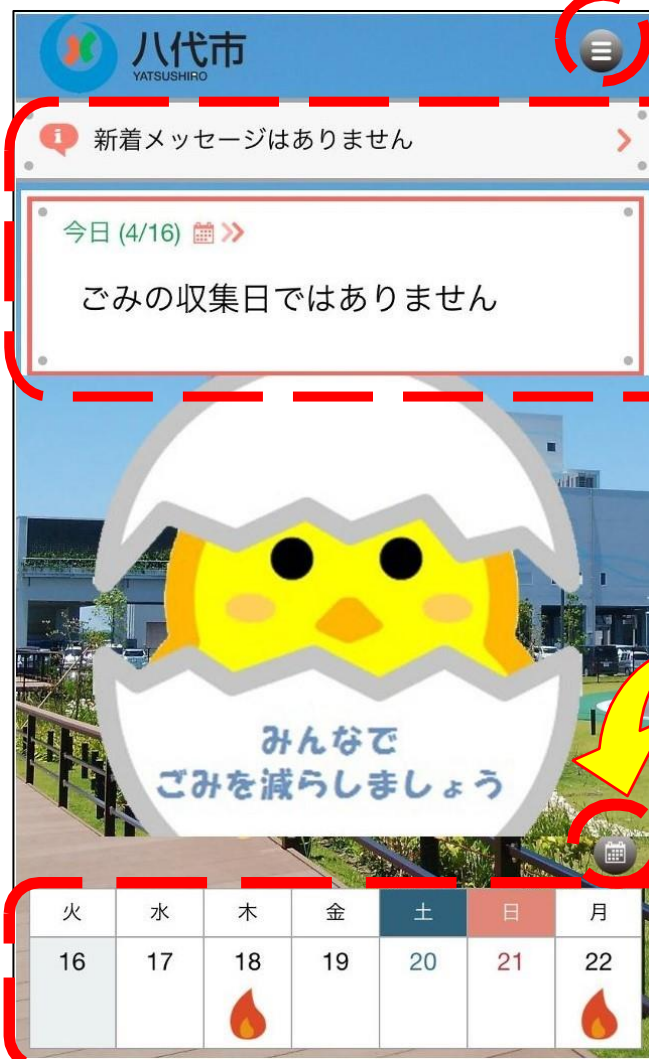 八代市
YATSUSHIRO
新着メッセージはありません
今日 (4/16)
ごみの収集日ではありません
みんなで
ごみを減らしましょう
火 水 木 金 土 日 月
16 17 18 19 20 21 22